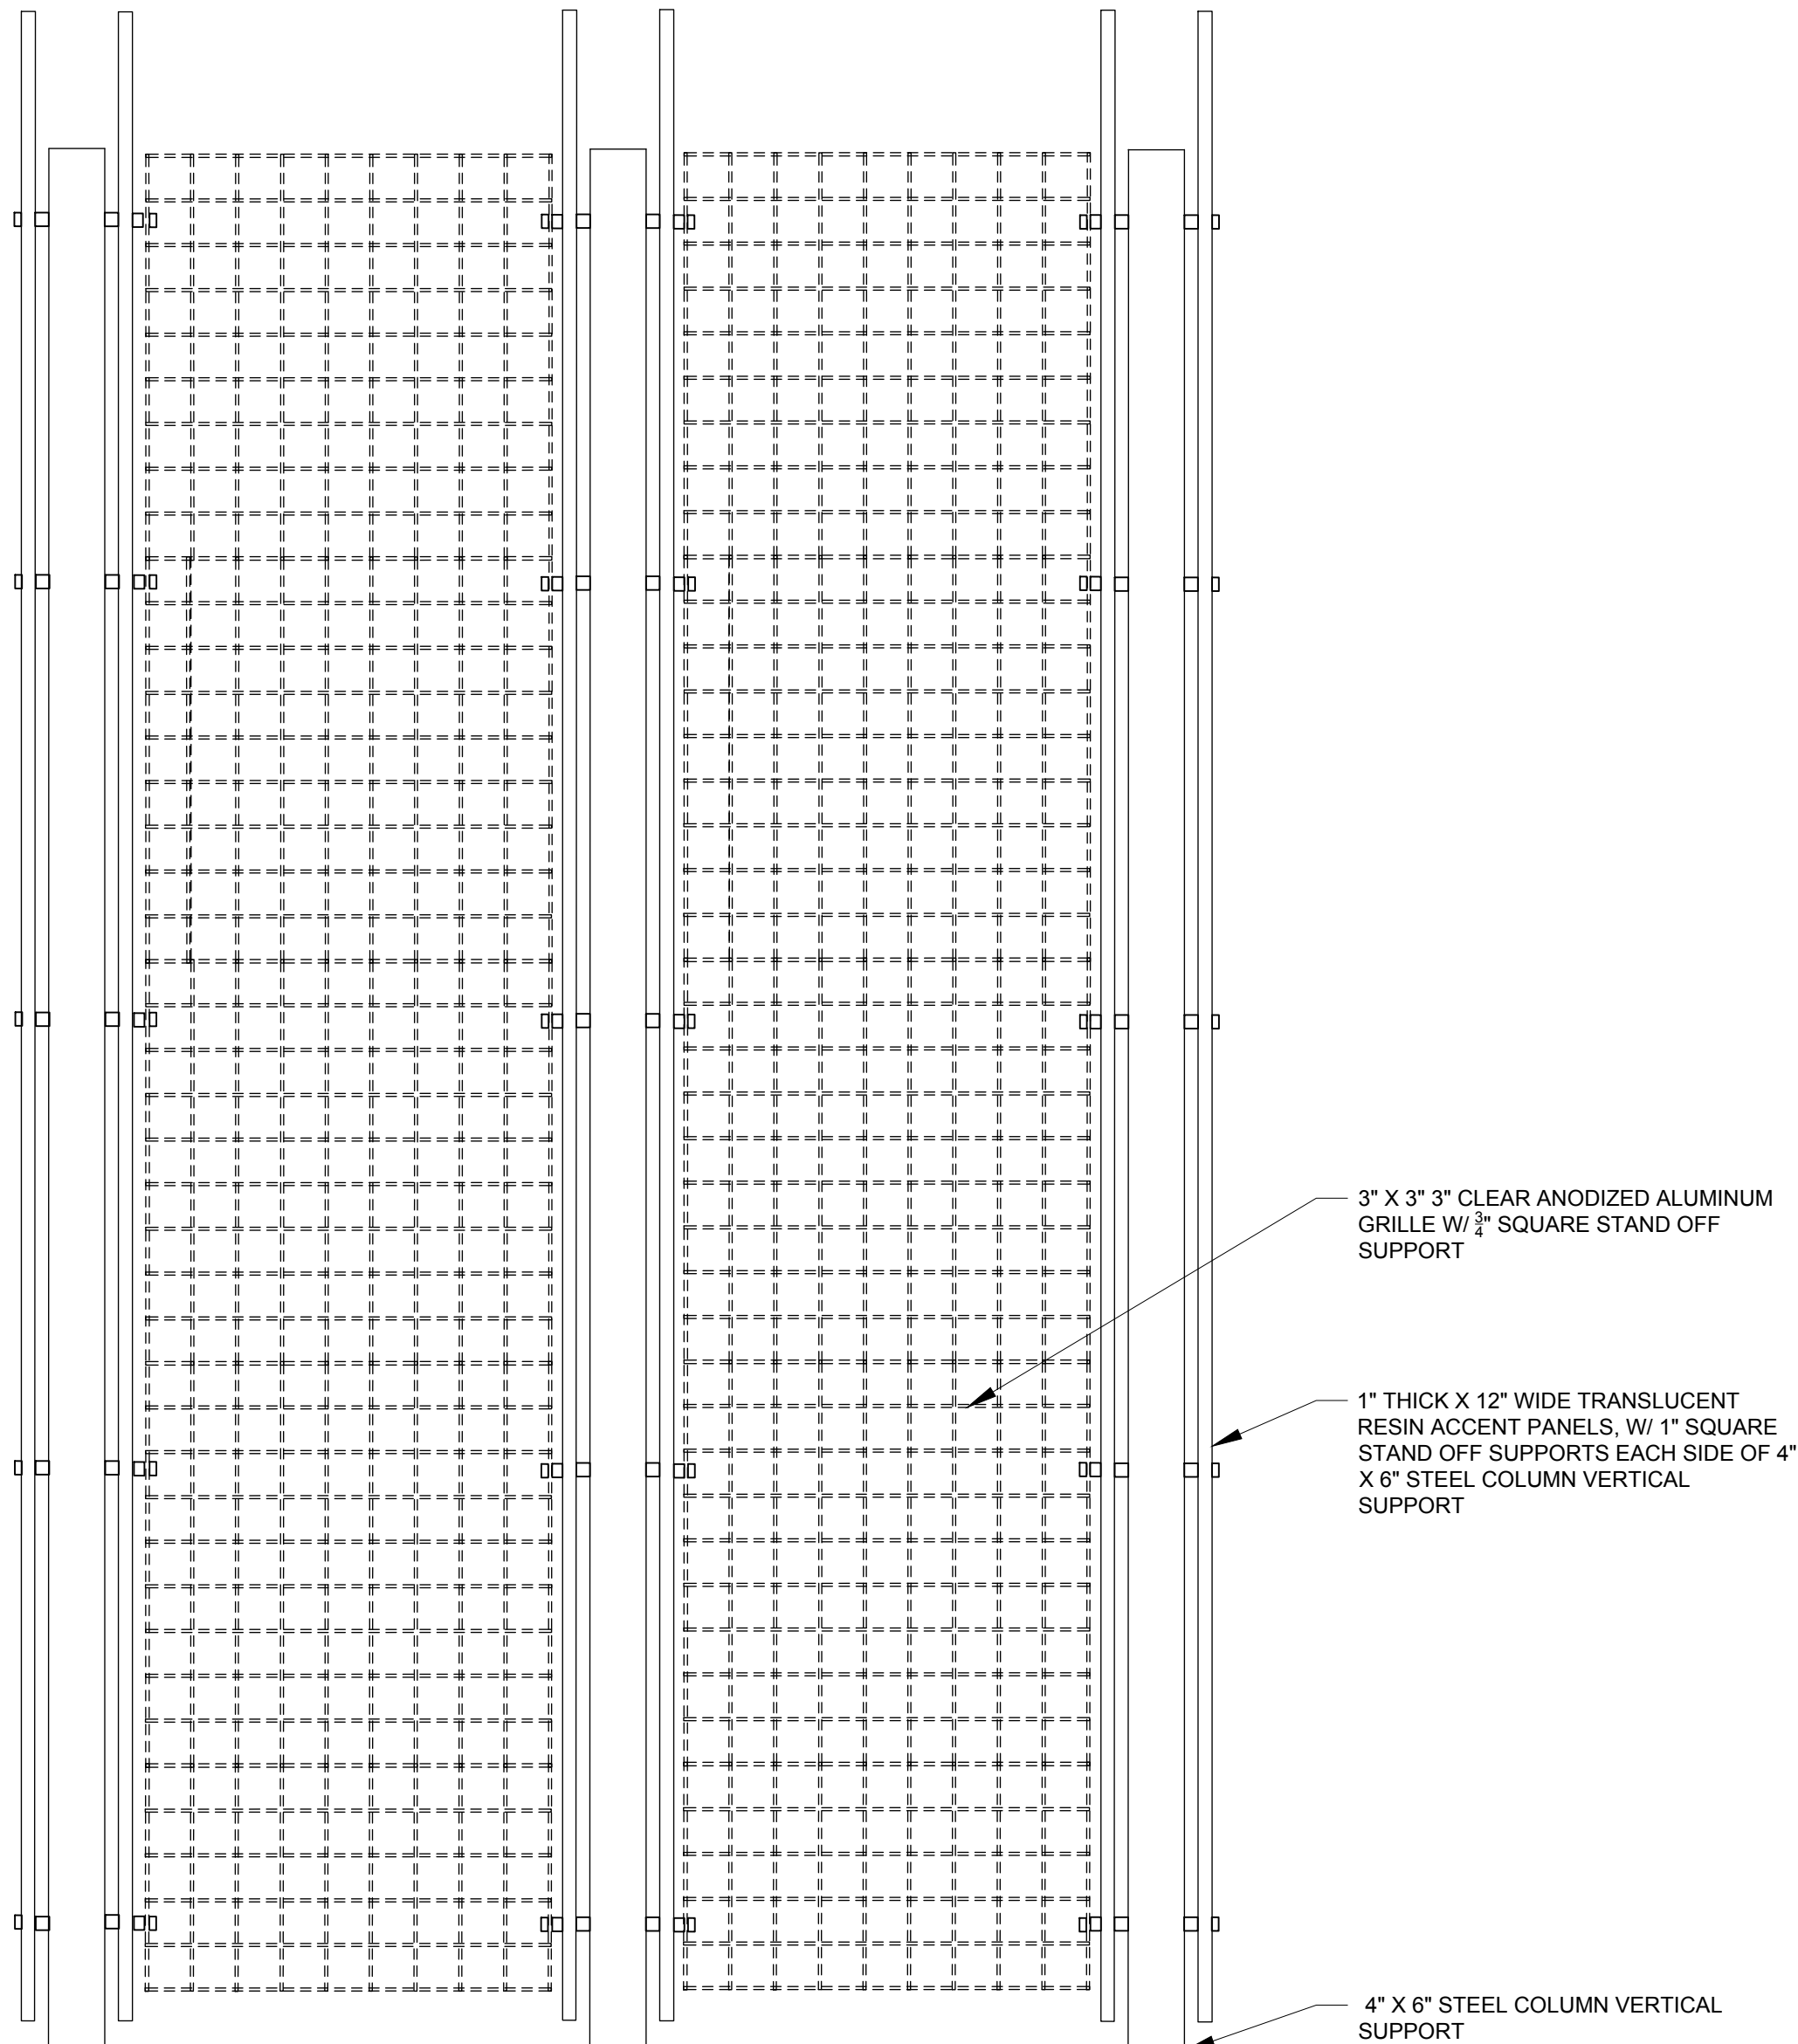 3" X 3" 3" CLEAR ANODIZED ALUMINUM
GRILLE W/ 3/4" SQUARE STAND OFF
SUPPORT
1" THICK X 12" WIDE TRANSLUCENT
RESIN ACCENT PANELS, W/ 1" SQUARE
STAND OFF SUPPORTS EACH SIDE OF 4"
X 6" STEEL COLUMN VERTICAL
SUPPORT
4" X 6" STEEL COLUMN VERTICAL
SUPPORT